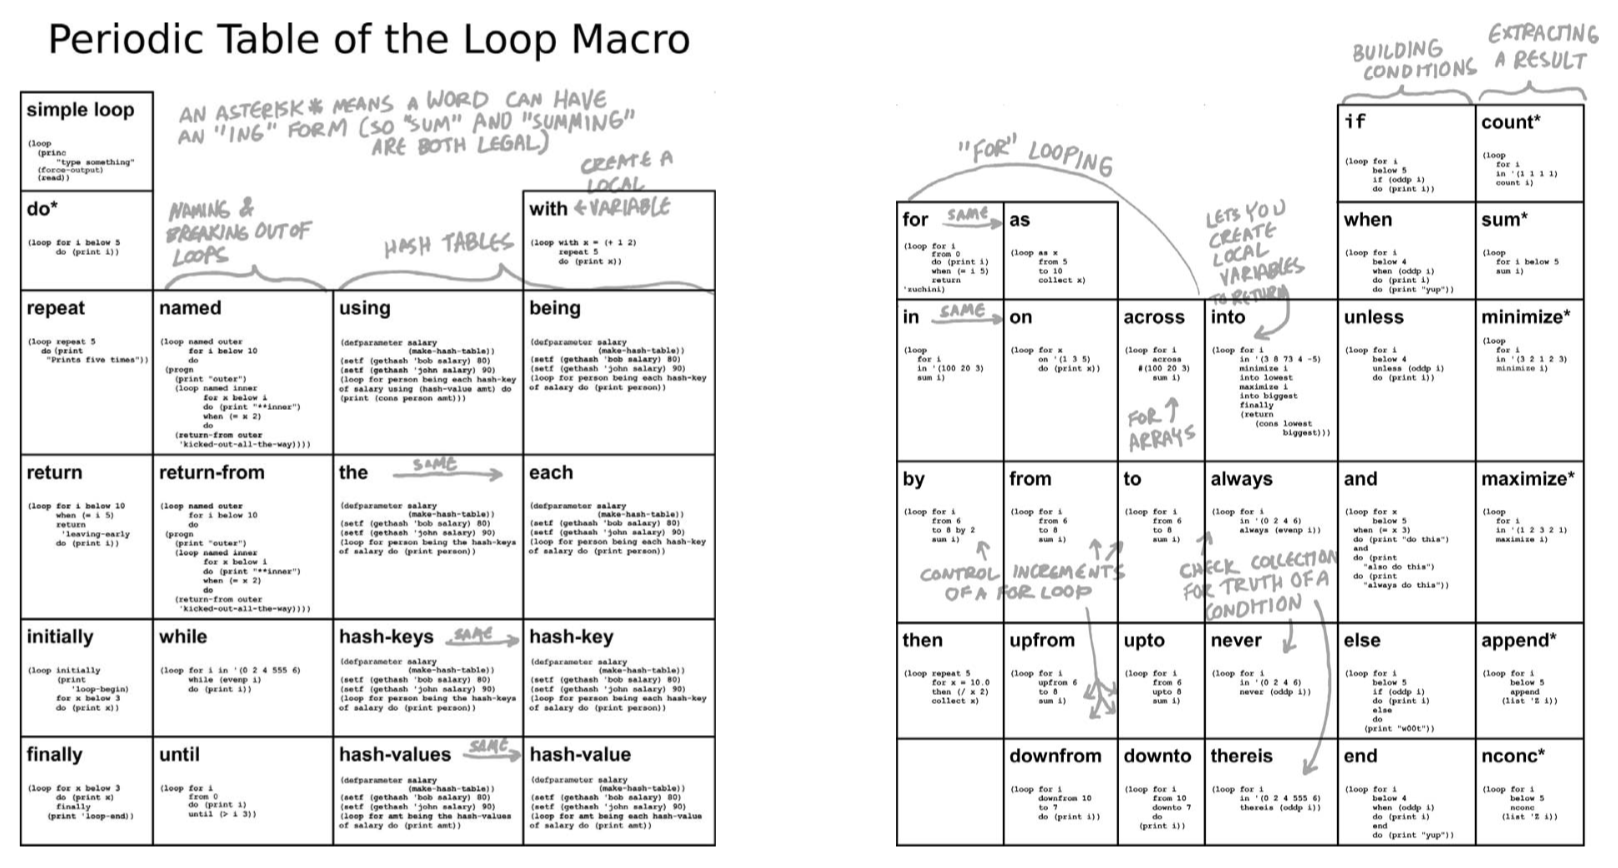 Periodic Table of the Loop Macro
AN ASTERISK * MEANS A WORD CAN HAVE
AN "ING" FORM (SO "SUM" AND "SUMMING"
ARE BOTH LEGAL)
simple loop
(loop
(princ
"type something"
(force-output)
(read))
do*
(loop for i below 5
do (print i))
NAMING &
BREAKING OUT OF
LOOPS
HASH TABLES
CREATE A
LOCAL
VARIABLE
with
(loop with x = (+ 1 2)
repeat 5
do (print x))
repeat
(loop repeat 5
do (print
"Prints five times"))
named
(loop named outer
for i below 10
do
(progn
(print "outer")
(loop named inner
for x below i
do (print "**inner")
when (= x 2)
do
(return-from outer
'kicked-out-all-the-way))))
using
(defparameter salary
(make-hash-table))
(setf (gethash 'bob salary) 80)
(setf (gethash 'john salary) 90)
(loop for person being each hash-key
of salary using (hash-value amt) do
(print (cons person amt)))
being
(defparameter salary
(make-hash-table))
(setf (gethash 'bob salary) 80)
(setf (gethash 'john salary) 90)
(loop for person being each hash-key
of salary do (print person))
return
(loop for i below 10
when (= i 5)
return
'leaving-early
do (print i))
return-from
(loop named outer
for i below 10
do
(progn
(print "outer")
(loop named inner
for x below i
do (print "**inner")
when (= x 2)
do
(return-from outer
'kicked-out-all-the-way))))
the
SAME
(defparameter salary
(make-hash-table))
(setf (gethash 'bob salary) 80)
(setf (gethash 'john salary) 90)
(loop for person being the hash-keys
of salary do (print person))
each
(defparameter salary
(make-hash-table))
(setf (gethash 'bob salary) 80)
(setf (gethash 'john salary) 90)
(loop for person being each hash-key
of salary do (print person))
initially
(loop initially
(print
'loop-begin)
for x below 3
do (print x))
while
(loop for i in '(0 2 4 555 6)
while (evenp i)
do (print i))
hash-keys
SAME
(defparameter salary
(make-hash-table))
(setf (gethash 'bob salary) 80)
(setf (gethash 'john salary) 90)
(loop for person being the hash-keys
of salary do (print person))
hash-key
(defparameter salary
(make-hash-table))
(setf (gethash 'bob salary) 80)
(setf (gethash 'john salary) 90)
(loop for person being each hash-key
of salary do (print person))
finally
(loop for x below 3
do (print x)
finally
(print 'loop-end))
until
(loop for i
from 0
do (print i)
until (> i 3))
hash-values
SAME
(defparameter salary
(make-hash-table))
(setf (gethash 'bob salary) 80)
(setf (gethash 'john salary) 90)
(loop for amt being the hash-values
of salary do (print amt))
hash-value
(defparameter salary
(make-hash-table))
(setf (gethash 'bob salary) 80)
(setf (gethash 'john salary) 90)
(loop for amt being each hash-value
of salary do (print amt))
BUILDING
CONDITIONS
EXTRACTING
A RESULT
"FOR" LOOPING
if
(loop for i
below 5
if (oddp i)
do (print i))
count*
(loop
for i
in '(1 1 1 1)
count i)
for
SAME
(loop for i
from 0
do (print i)
when (= i 5)
return
'zuchini)
as
(loop as x
from 5
to 10
collect x)
LETS YOU
CREATE
LOCAL
VARIABLES
TO RETURN
when
(loop for i
below 4
when (oddp i)
do (print i)
do (print "yup"))
sum*
(loop
for i below 5
sum i)
in
SAME
(loop
for i
in '(100 20 3)
sum i)
on
(loop for x
on '(1 3 5)
do (print x))
across
(loop for i
across
#(100 20 3)
sum i)
FOR
ARRAYS
into
(loop for i
in '(3 8 73 4 -5)
minimize i
into lowest
maximize i
into biggest
finally
(return
(cons lowest
biggest)))
unless
(loop for i
below 4
unless (oddp i)
do (print i))
minimize*
(loop
for i
in '(3 2 1 2 3)
minimize i)
by
(loop for i
from 6
to 8 by 2
sum i)
from
(loop for i
from 6
to 8
sum i)
to
(loop for i
from 6
to 8
sum i)
CONTROL INCREMENTS
OF A FOR LOOP
always
(loop for i
in '(0 2 4 6)
always (evenp i))
CHECK COLLECTION
FOR TRUTH OF A
CONDITION
and
(loop for x
below 5
when (= x 3)
do (print "do this")
and
do (print
"also do this")
do (print
"always do this"))
maximize*
(loop
for i
in '(1 2 3 2 1)
maximize i)
then
(loop repeat 5
for x = 10.0
then (/ x 2)
collect x)
upfrom
(loop for i
upfrom 6
to 8
sum i)
upto
(loop for i
from 6
upto 8
sum i)
never
(loop for i
in '(0 2 4 6)
never (oddp i))
else
(loop for i
below 5
if (oddp i)
do (print i)
else
do
(print "w00t"))
append*
(loop for i
below 5
append
(list 'Z i))
downfrom
(loop for i
downfrom 10
to 7
do (print i))
downto
(loop for i
from 10
downto 7
do
(print i))
thereis
(loop for i
in '(0 2 4 555 6)
thereis (oddp i))
end
(loop for i
below 4
when (oddp i)
do (print i)
end
do (print "yup"))
nconc*
(loop for i
below 5
nconc
(list 'Z i))